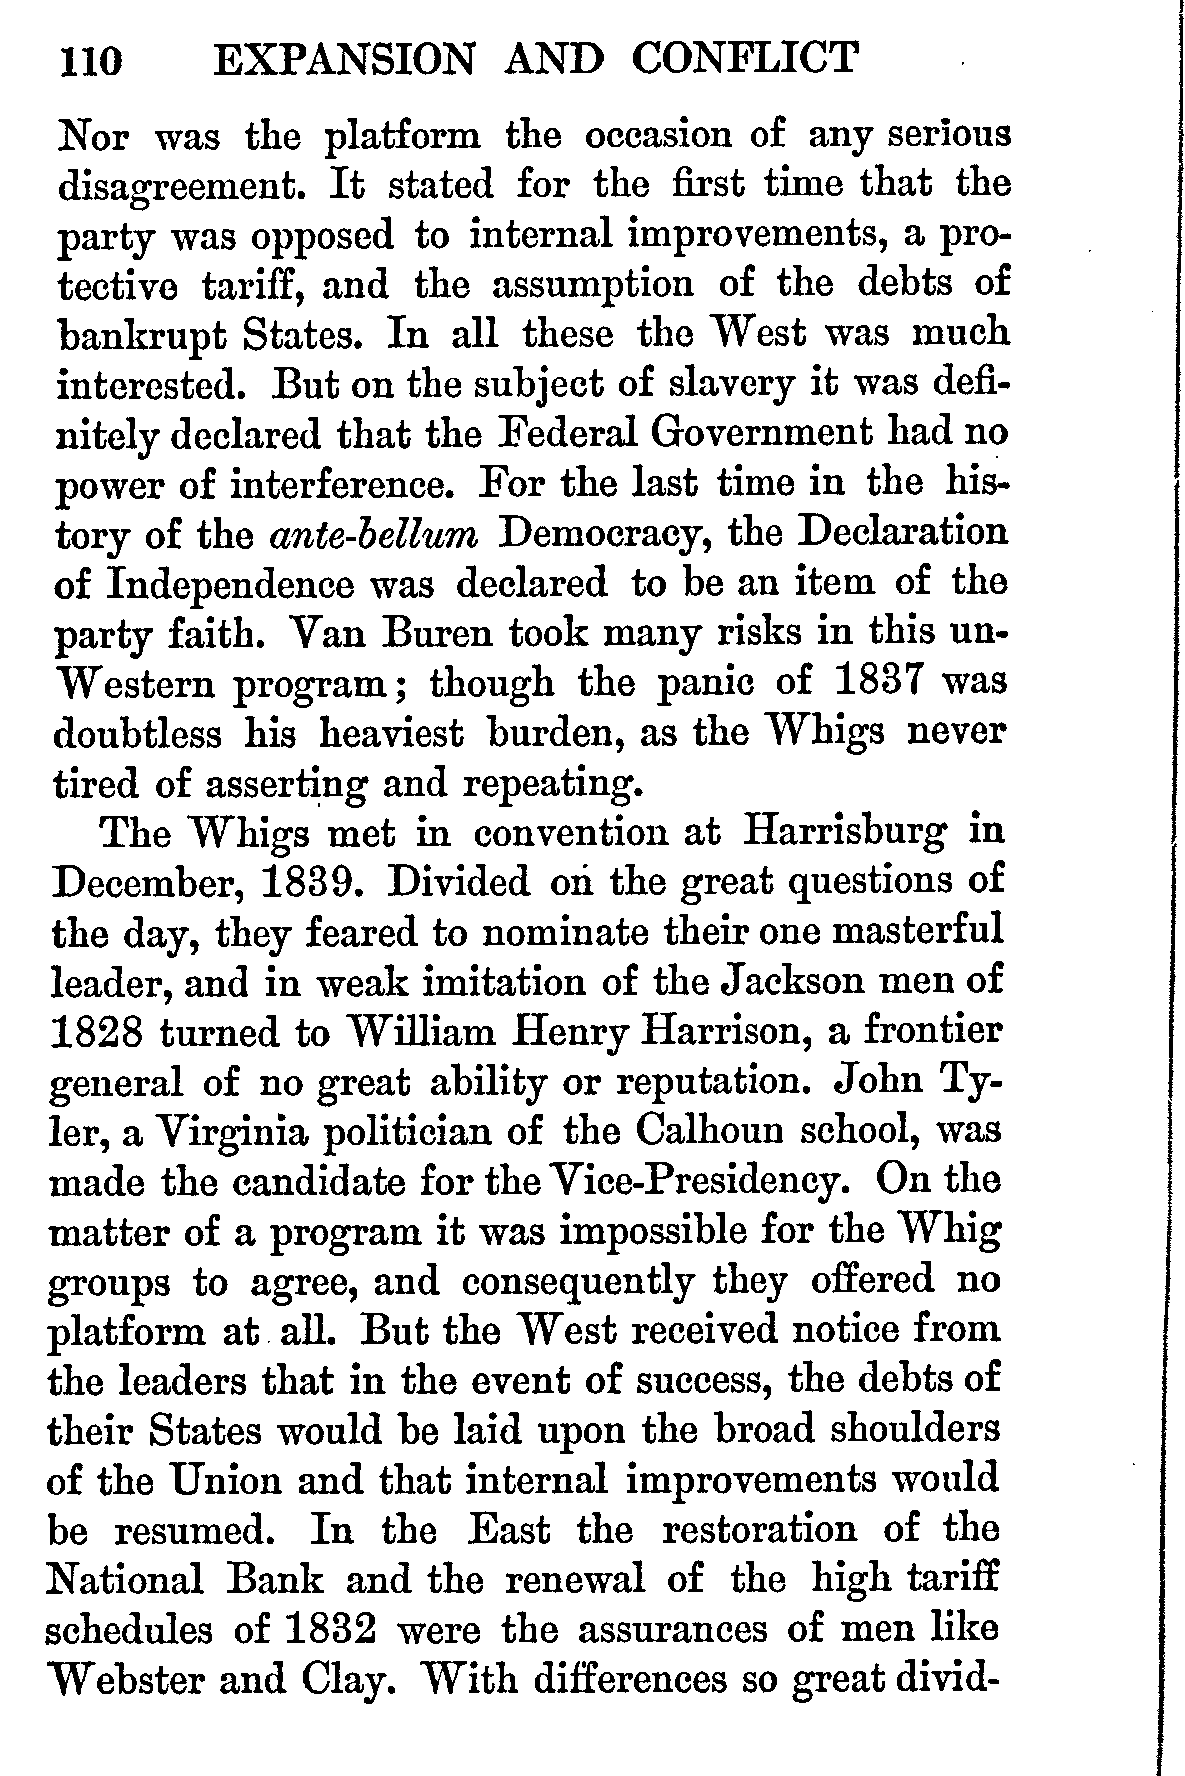 110 EXPANSION AND CONFLICT
Nor was the platform the occasion of any serious
disagreement. It stated for the first time that the
party was opposed to internal improvements, a pro-
tective tariff, and the assumption of the debts of
bankrupt States. In all these the West was much
interested. But on the subject of slavery it was defi-
nitely declared that the Federal Government had no
power of interference. For the last time in the his-
tory of the ante-bellum Democracy, the Declaration
of Independence was declared to be an item of the
party faith. Van Buren took many risks in this un-
Western program; though the panic of 1837 was
doubtless his heaviest burden, as the Whigs never
tired of asserting and repeating.
The Whigs met in convention at Harrisburg in
December, 1839. Divided on the great questions of
the day, they feared to nominate their one masterful
leader, and in weak imitation of the Jackson men of
1828 turned to William Henry Harrison, a frontier
general of no great ability or reputation. John Ty-
ler, a Virginia politician of the Calhoun school, was
made the candidate for the Vice-Presidency. On the
matter of a program it was impossible for the Whig
groups to agree, and consequently they offered no
platform at all. But the West received notice from
the leaders that in the event of success, the debts of
their States would be laid upon the broad shoulders
of the Union and that internal improvements would
be resumed. In the East the restoration of the
National Bank and the renewal of the high tariff
schedules of 1832 were the assurances of men like
Webster and Clay. With differences so great divid-